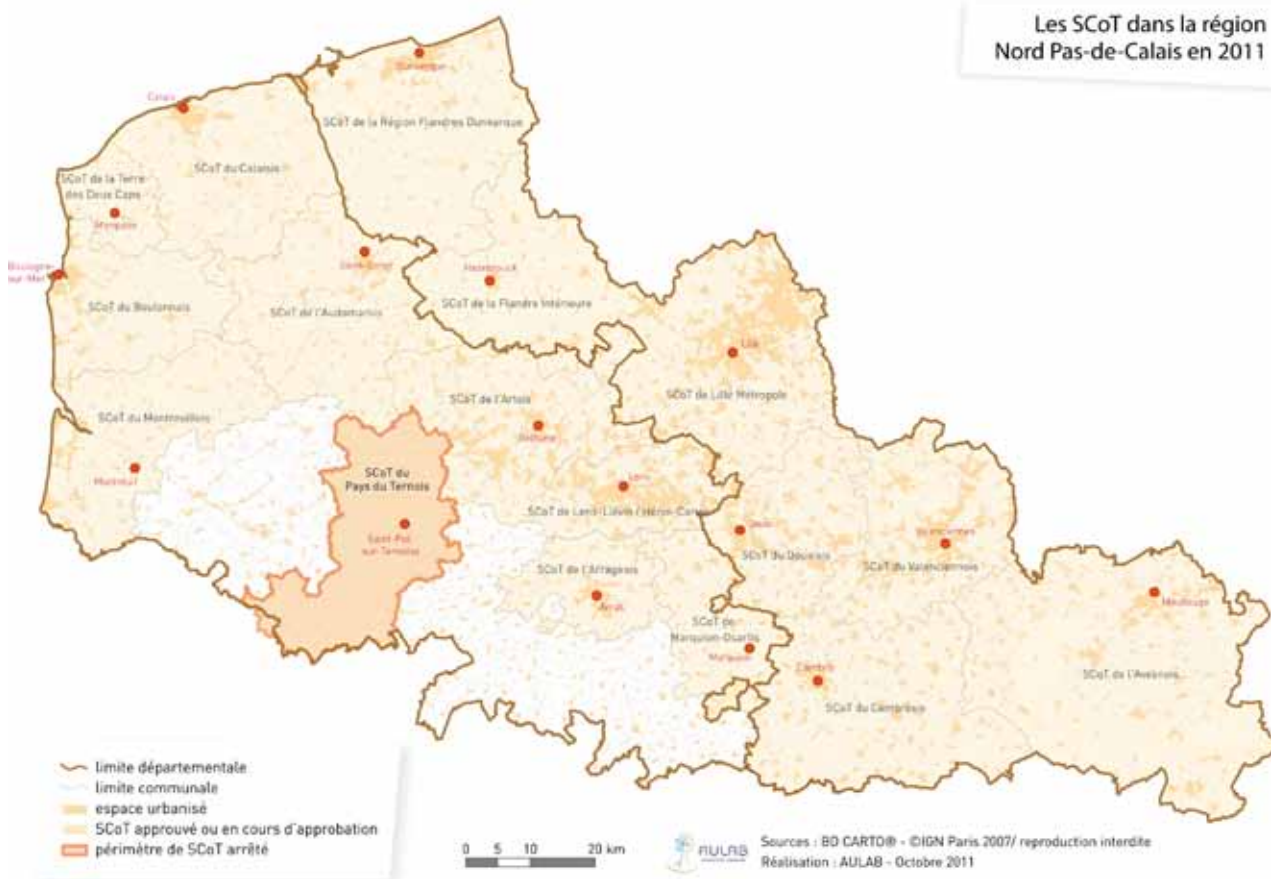 Les SCoT dans la région
Nord Pas-de-Calais en 2011
Dunkerque
Calais
SCoT de la Région Flandres Dunkerque
SCoT du Calaisis
SCoT de la Terre
des Deux Caps
Marquise
Saint-Omer
Boulogne-
sur-Mer
Hazebrouck
SCoT du Boulonnais
SCoT de la Flandre Intérieure
SCoT de l'Audomarois
Lille
SCoT de Lille Métropole
SCoT de l'Artois
SCoT du Montreuillois
Béthune
Montreuil
SCoT du
Pays du Ternois
Lens
SCoT de Lens-Liévin / Hénin-Carvin
Saint-Pol
sur-Ternoise
Douai
Valenciennes
SCoT du Douaisis
SCoT du Valenciennois
SCoT de l'Arrageois
Arras
Maubeuge
SCoT de
Marquion-Osartis
Marquion
Cambrai
SCoT de l'Avesnois
SCoT du Cambrésis
limite départementale
limite communale
espace urbanisé
SCoT approuvé ou en cours d'approbation
périmètre de SCoT arrêté
0 5 10 20 km
AULAB
Sources : BD CARTO® - ©IGN Paris 2007/ reproduction interdite
Réalisation : AULAB - Octobre 2011